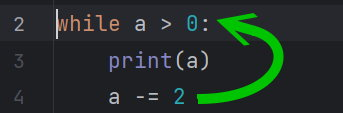 2 while a > 0:
3     print(a)
4     a -= 2